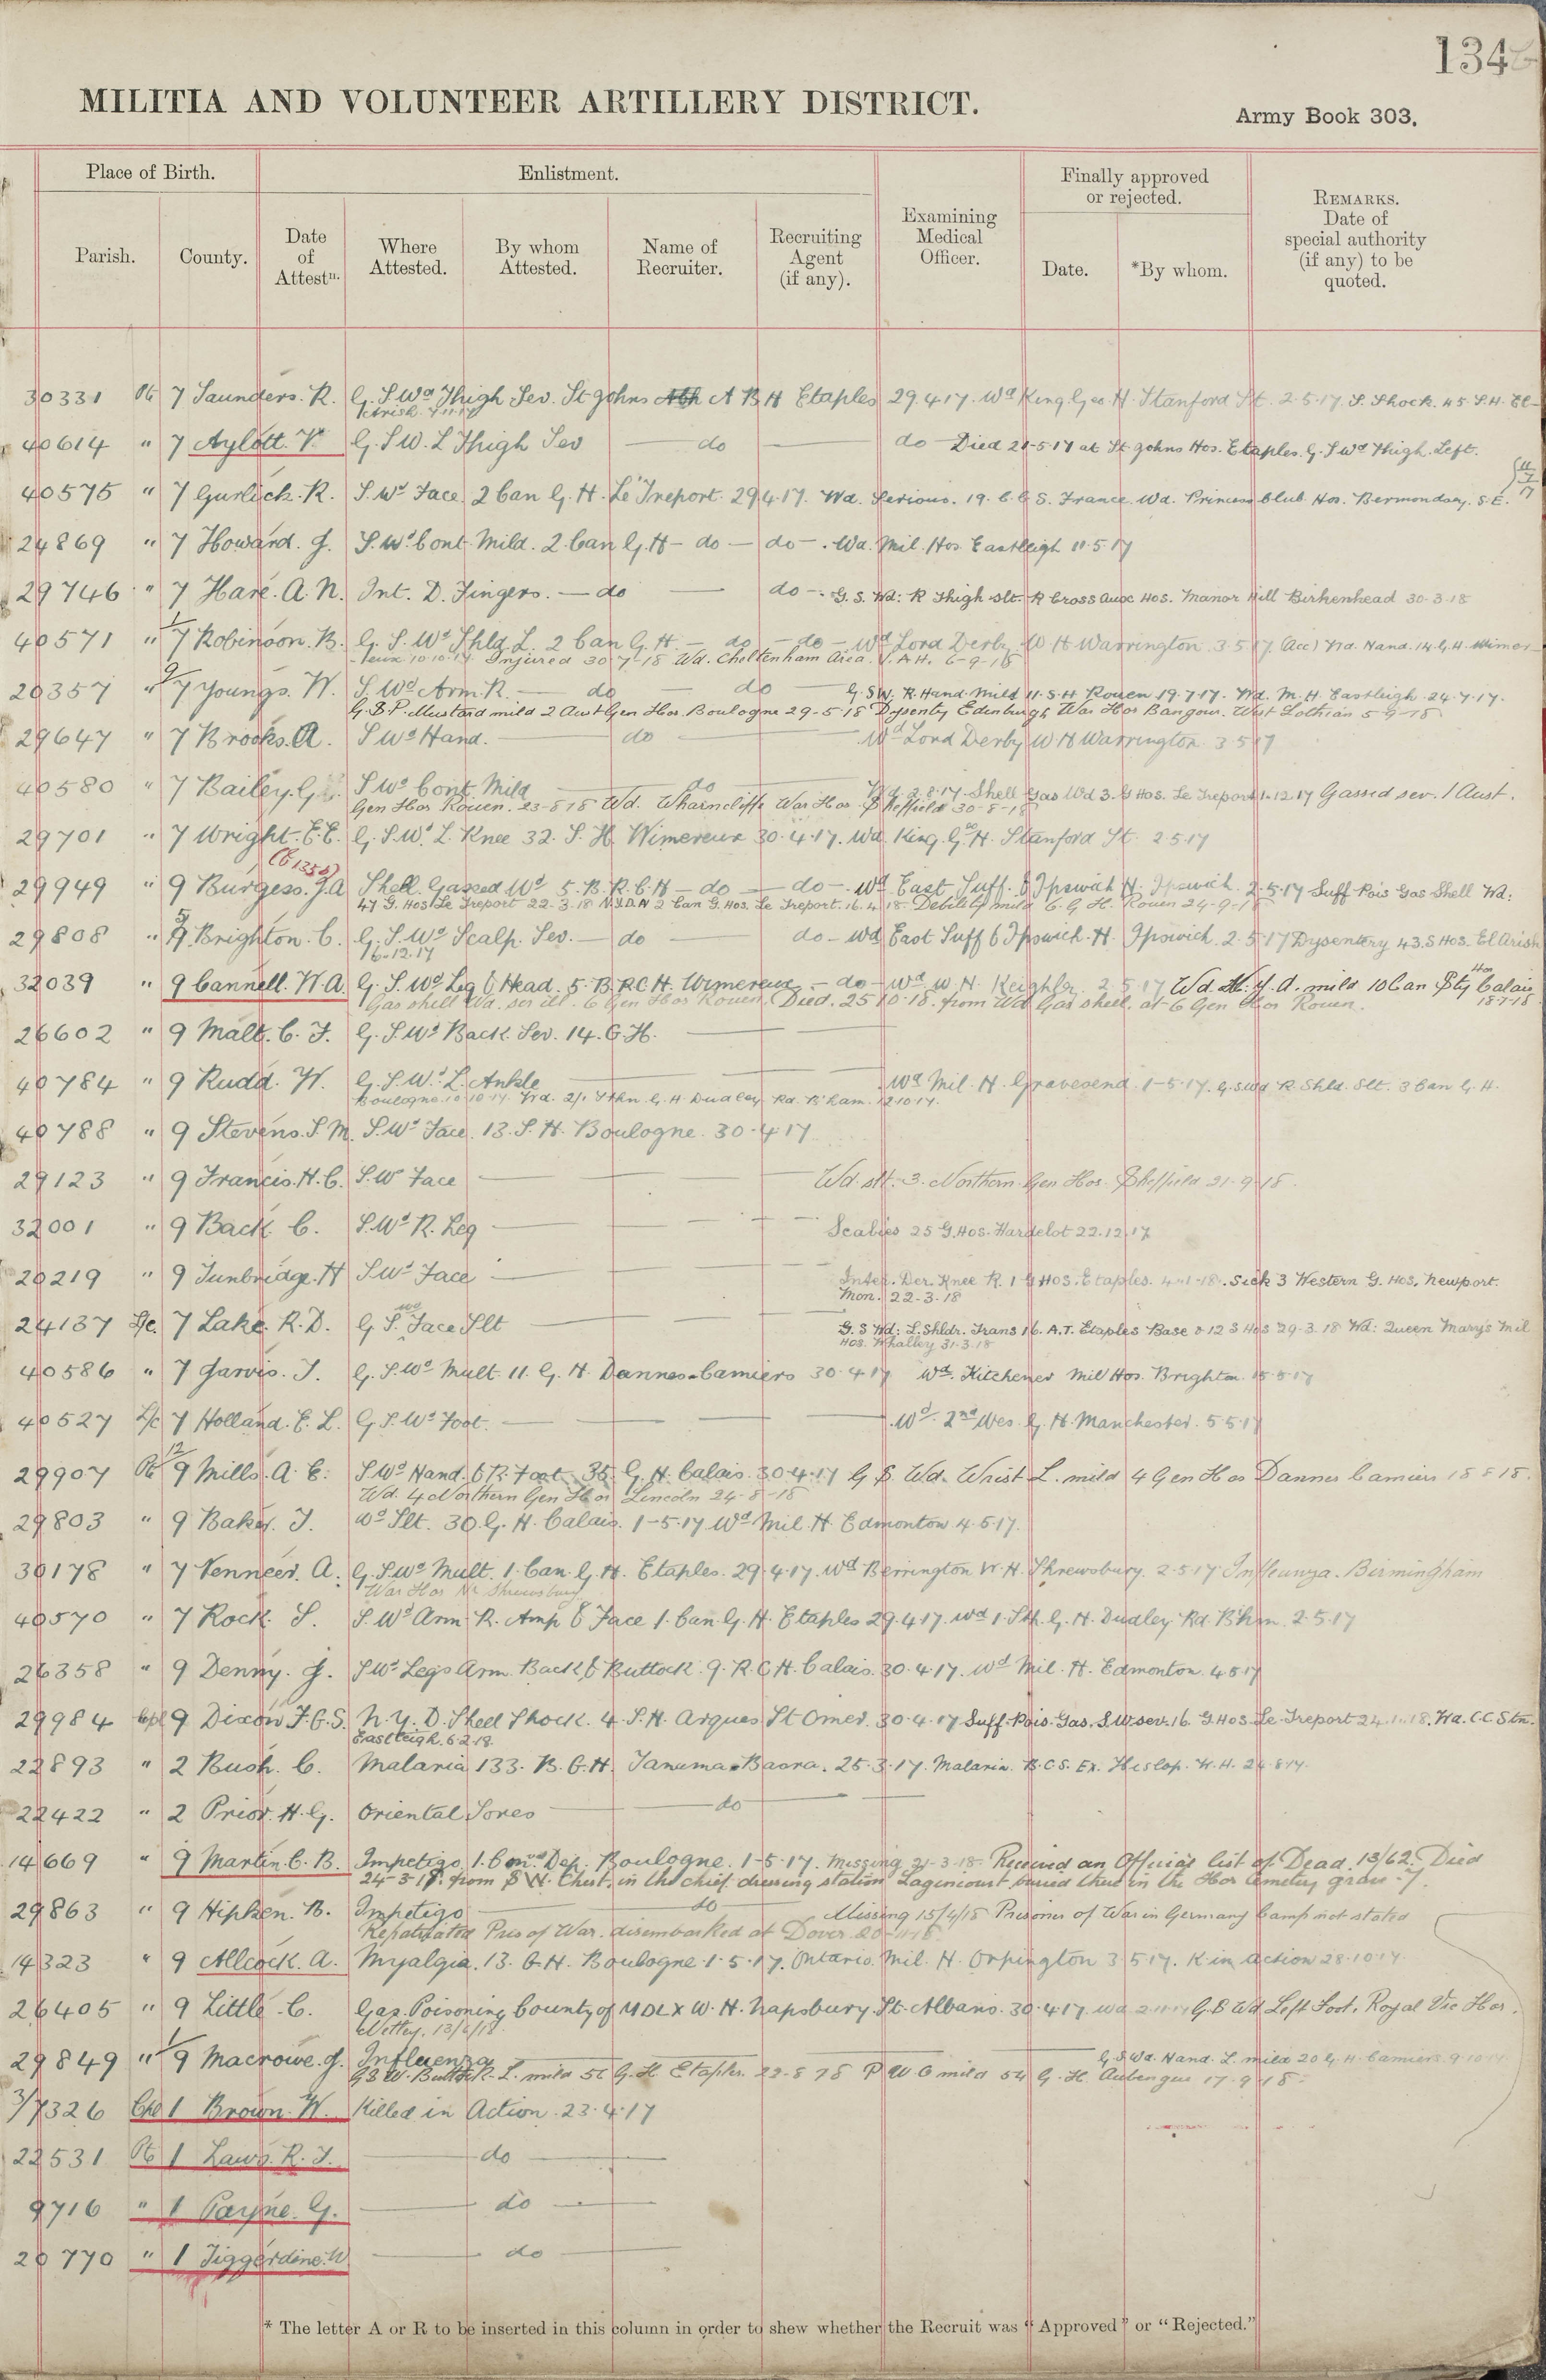 134
MILITIA AND VOLUNTEER ARTILLERY DISTRICT.
Army Book 303.
Place of Birth.
Enlistment.
Finally approved or rejected.
REMARKS. Date of special authority (if any) to be quoted.
Parish.
County.
Date of Attestn.
Where Attested.
By whom Attested.
Name of Recruiter.
Recruiting Agent (if any).
Examining Medical Officer.
Date.
*By whom.
30331 Pte 7 Saunders. R. G. S. Wd Thigh Sev. St Johns A B H Etaples 29.4.17. Wd King Geo H. Stanford St. 2.5.17. S. Shock. 45 S.H. El-
Arish 7.11.17
40614 " 7 Aylott. V. G. S. W. L Thigh Sev do do Died 21-5-17 at St. Johns Hos. Etaples. G. S Wd Thigh. Left.
40575 " 7 Gurlick. R. S. Wd Face 2 Can G. H. Le Treport. 29.4.17. Wd. Serious. 19. C.C.S. France. Wd. Princess Club Hos. Bermondsey. S.E.
24869 " 7 Howard. J. S. Wd Cont Mild. 2. Can G. H - do - do - . Wd. Mil. Hos. Eastleigh 11.5.17
29746 " 7 Hare. A. N. Int. D. Fingers. - do do - . G. S. Wd: R Thigh Slt. R Cross Aux Hos. Manor Hill Birkenhead 30-3-18
40571 " 7 Robinson. B. G. S. Wd Shld L. 2 Can G. H. - do - do - Wd Lord Derby W H Warrington. 3.5.17. (Acc) Wd. Hand. 14 G. H. Wimer-
-eux 10.10.17. Injured 30-7-18 Wd. Cheltenham Area V.A.H. 6-9-18
20357 " 9/7 Youngs. W. S. Wd Arm. R. do do G. S W. R. Hand Mild 11. S. H. Rouen 19.7.17. Wd. M. H. Eastleigh. 24.7.17.
G. S. P. Mustard mild 2 Aust Gen Hos. Boulogne 29-5-18 Dysentry Edinburgh War Hos Bangour. West Lothian 5-9-18
29647 " 7 Brooks. A. S Wd Hand. do Wd Lord Derby W H Warrington 3.5.17
40580 " 7 Bailey. G. S Wd Cont Mild do Shell Gas Wd 3. G Hos. Le Treport 1-12-17 Gassed sev. 1 Aust.
Gen Hos Rouen. 23-8-18 Wd. Wharncliffe War Hos Sheffield 30-8-18
29701 " 7 Wright. E. E. G. S. Wd. L. Knee 32. S. H. Wimereux 30.4.17. Wd. King. Geo H. Stanford St. 2.5.17
29949 " 9 Burgess. J. A Shell. Gassed Wd 5. B. R. C. H - do - do - . Wd East Suff. & Ipswich H. Ipswich. 2.5.17 Suff Pois Gas Shell Wd:
47 G. Hos Le Treport 22.3.18 N.Y.D.N 2 Can G. Hos. Le Treport. 16.4.18 Debility mild 6. G H. Rouen 24-9-18
29808 " 9 Brighton. C. G. S. Wd Scalp. Sev. - do do - Wd East Suff & Ipswich. H. Ipswich. 2.5.17 Dysentery 43. S Hos. El Arish
16.12.17
32039 " 9 Cannell. W. A. G. S. Wd Leg & Head. 5. B. R. C. H. Wimereux. - do - Wd W. H. Keighley. 2.5.17 Wd. mild 10 Can Sty Hos Calais
18-7-18
Gas shell Wd. ser ill. 6 Gen Hos Rouen. Died. 25.10.18. from Wd Gas shell. at 6 Gen Hos Rouen.
26602 " 9 Malt. C. F. G. S. Wd Back Sev. 14. G. H.
40784 " 9 Rudd. W. G. S. Wd. L. Ankle Wd Mil. H. Gravesend. 1-5-17. G. S Wd R. Shld. Slt. 3 Can G. H.
Boulogne. 10.10.17. Wd. 2/1 Sthn. G. H Dudley Rd. B'ham. 12.10.17.
40788 " 9 Stevens. S. M. S. Wd Face. 13. S. H. Boulogne. 30.4.17
29123 " 9 Francis. H. C. S. W Face Wd. slt. 3. Northern Gen Hos. Sheffield 21.9.18.
32001 " 9 Back. C. S. Wd R. Leg Scabies 25 G. Hos. Hardelot 22.12.17
20219 " 9 Tunbridge. H S. Wd Face Inter. Der. Knee R. 1 G Hos. Etaples. 4-1-18. Sick 3 Western G. Hos. Newport.
Mon. 22-3-18
24137 L/c. 7 Lake. R. D. G S Wd Face Slt G. S Wd: L. Shldr. Trans 16. A.T. Etaples Base & 12 S Hos 29-3-18 Wd: Queen Mary's Mil
Hos. Whalley 31-3-18
40586 " 7 Jarvis. J. G. S. Wd Mult. 11. G. H. Dannes-Camiers 30.4.17 Wd. Kitchener Mil Hos. Brighton. 15.5.17
40527 L/c 7 Holland. E. L. G S. Wd Foot. Wd. 2nd Wes. G. H. Manchester. 5.5.17
29907 Pte 12/9 Mills. A. E. S Wd Hand. & R. Foot. 35 G. H. Calais. 30.4.17 G. S. Wd. Wrist L. mild 4 Gen Hos Dannes Camiers 18.8.18.
Wd. 4 Northern Gen Hos Lincoln 24-8-18
29803 " 9 Baker. J. Wd Slt. 30. G. H. Calais. 1-5-17. Wd Mil. H. Edmonton 4.5.17.
30178 " 7 Venneer. A. G. S. Wd Mult. 1. Can. G. H. Etaples. 29.4.17. Wd Berrington W. H. Shrewsbury. 2.5.17. Influenza. Birmingham
War Hos Nr Shrewsbury
40570 " 7 Rock. S. S. Wd Arm. R. Amp & Face 1. Can G. H. Etaples 29.4.17. Wd 1. Sth. G. H. Dudley Rd. B'ham. 2.5.17
26358 " 9 Denny. J. S Wd Legs Arm. Back & Buttock. 9. R. C H. Calais. 30.4.17. Wd Mil. H. Edmonton. 4.5.17
29984 Cpl 9 Dixon F. G. S. N. Y. D. Shell Shock. 4. S. H. Arques St Omer. 30.4.17 Suff. Pois. Gas. S. W. sev. 16. G. Hos. Le Treport 24.1.18. Wd. C.C. Stn.
Eastleigh. 6.2.18.
22893 " 2 Bush. C. Malaria 133. B. G. H. Tanuma-Basra. 25.3.17. Malaria. B.C.S. Ex. Heslop. W. H. 24.8.17.
22422 " 2 Prior. H. G. Oriental Sores do
14669 " 9 Martin. C. B. Impetigo 1. Conv. Dep. Boulogne. 1-5-17. Missing 21-3-18. Received an Official list of Dead. 13/62. Died
24-3-18. from S W. Chest, in the chief dressing station Lagnicourt buried there in the Hos Cemetery grave 7.
29863 " 9 Hipken. B. Impetigo do Missing 15/4/18 Prisoner of War in Germany Camp not stated
Repatriated Pris of War. disembarked at Dover
14323 " 9 Allcock. A. Myalgia. 13. G. H. Boulogne 1.5.17. Ontario. Mil. H. Orpington 3.5.17. K in action 28.10.17.
26405 " 9 Little. C. Gas. Poisoning County of MDLX W. H. Napsbury St. Albans. 30.4.17. G. S Wd Left Foot. Royal Vic Hos.
Netley. 13/4/18.
29849 " 1/9 Macrowe. J. Influenza G. S Wd. Hand. L. mild 20 G. H. Camiers. 9.10.17.
G S W. Buttock. L. mild 56 G. H. Etaples. 22-8-18 P W G mild 54 G. H. Aubengue 17.9.18.
3/7326 Cpl 1 Brown. W. Killed in Action. 23.4.17
22531 Pte 1 Laws. R. J. do
9716 " 1 Payne. G. do
20770 " 1 Tiggerdine. W do
* The letter A or R to be inserted in this column in order to shew whether the Recruit was "Approved" or "Rejected."